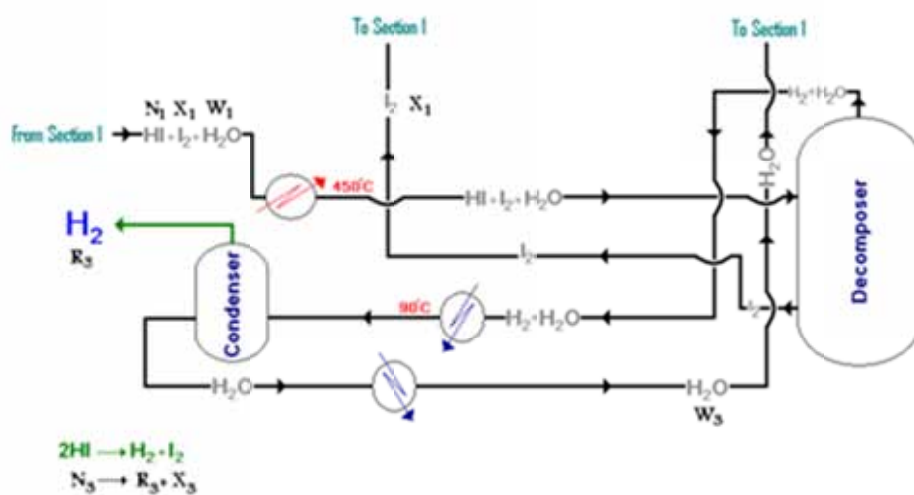 To Section I
To Section I
N₁ X₁ W₁
I₂ X₁
H₂+H₂O
From Section I
HI+I₂+H₂O
H₂O
450°C
HI+I₂+H₂O
H₂
R₃
I₂
Decomposer
Condenser
90°C
H₂+H₂O
I₂
H₂O
H₂O
W₃
2HI→H₂+I₂
N₃→R₃+X₃